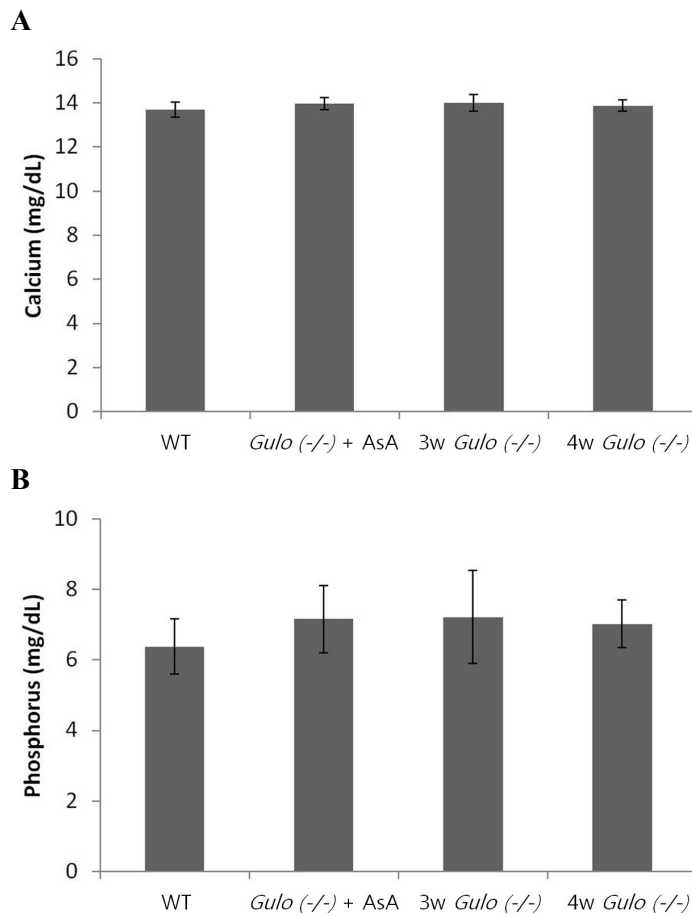 A
16
14
12
10
8
6
4
2
0
Calcium (mg/dL)
WT Gulo (-/-) + AsA 3w Gulo (-/-) 4w Gulo (-/-)
B
10
8
6
4
2
0
Phosphorus (mg/dL)
WT Gulo (-/-) + AsA 3w Gulo (-/-) 4w Gulo (-/-)